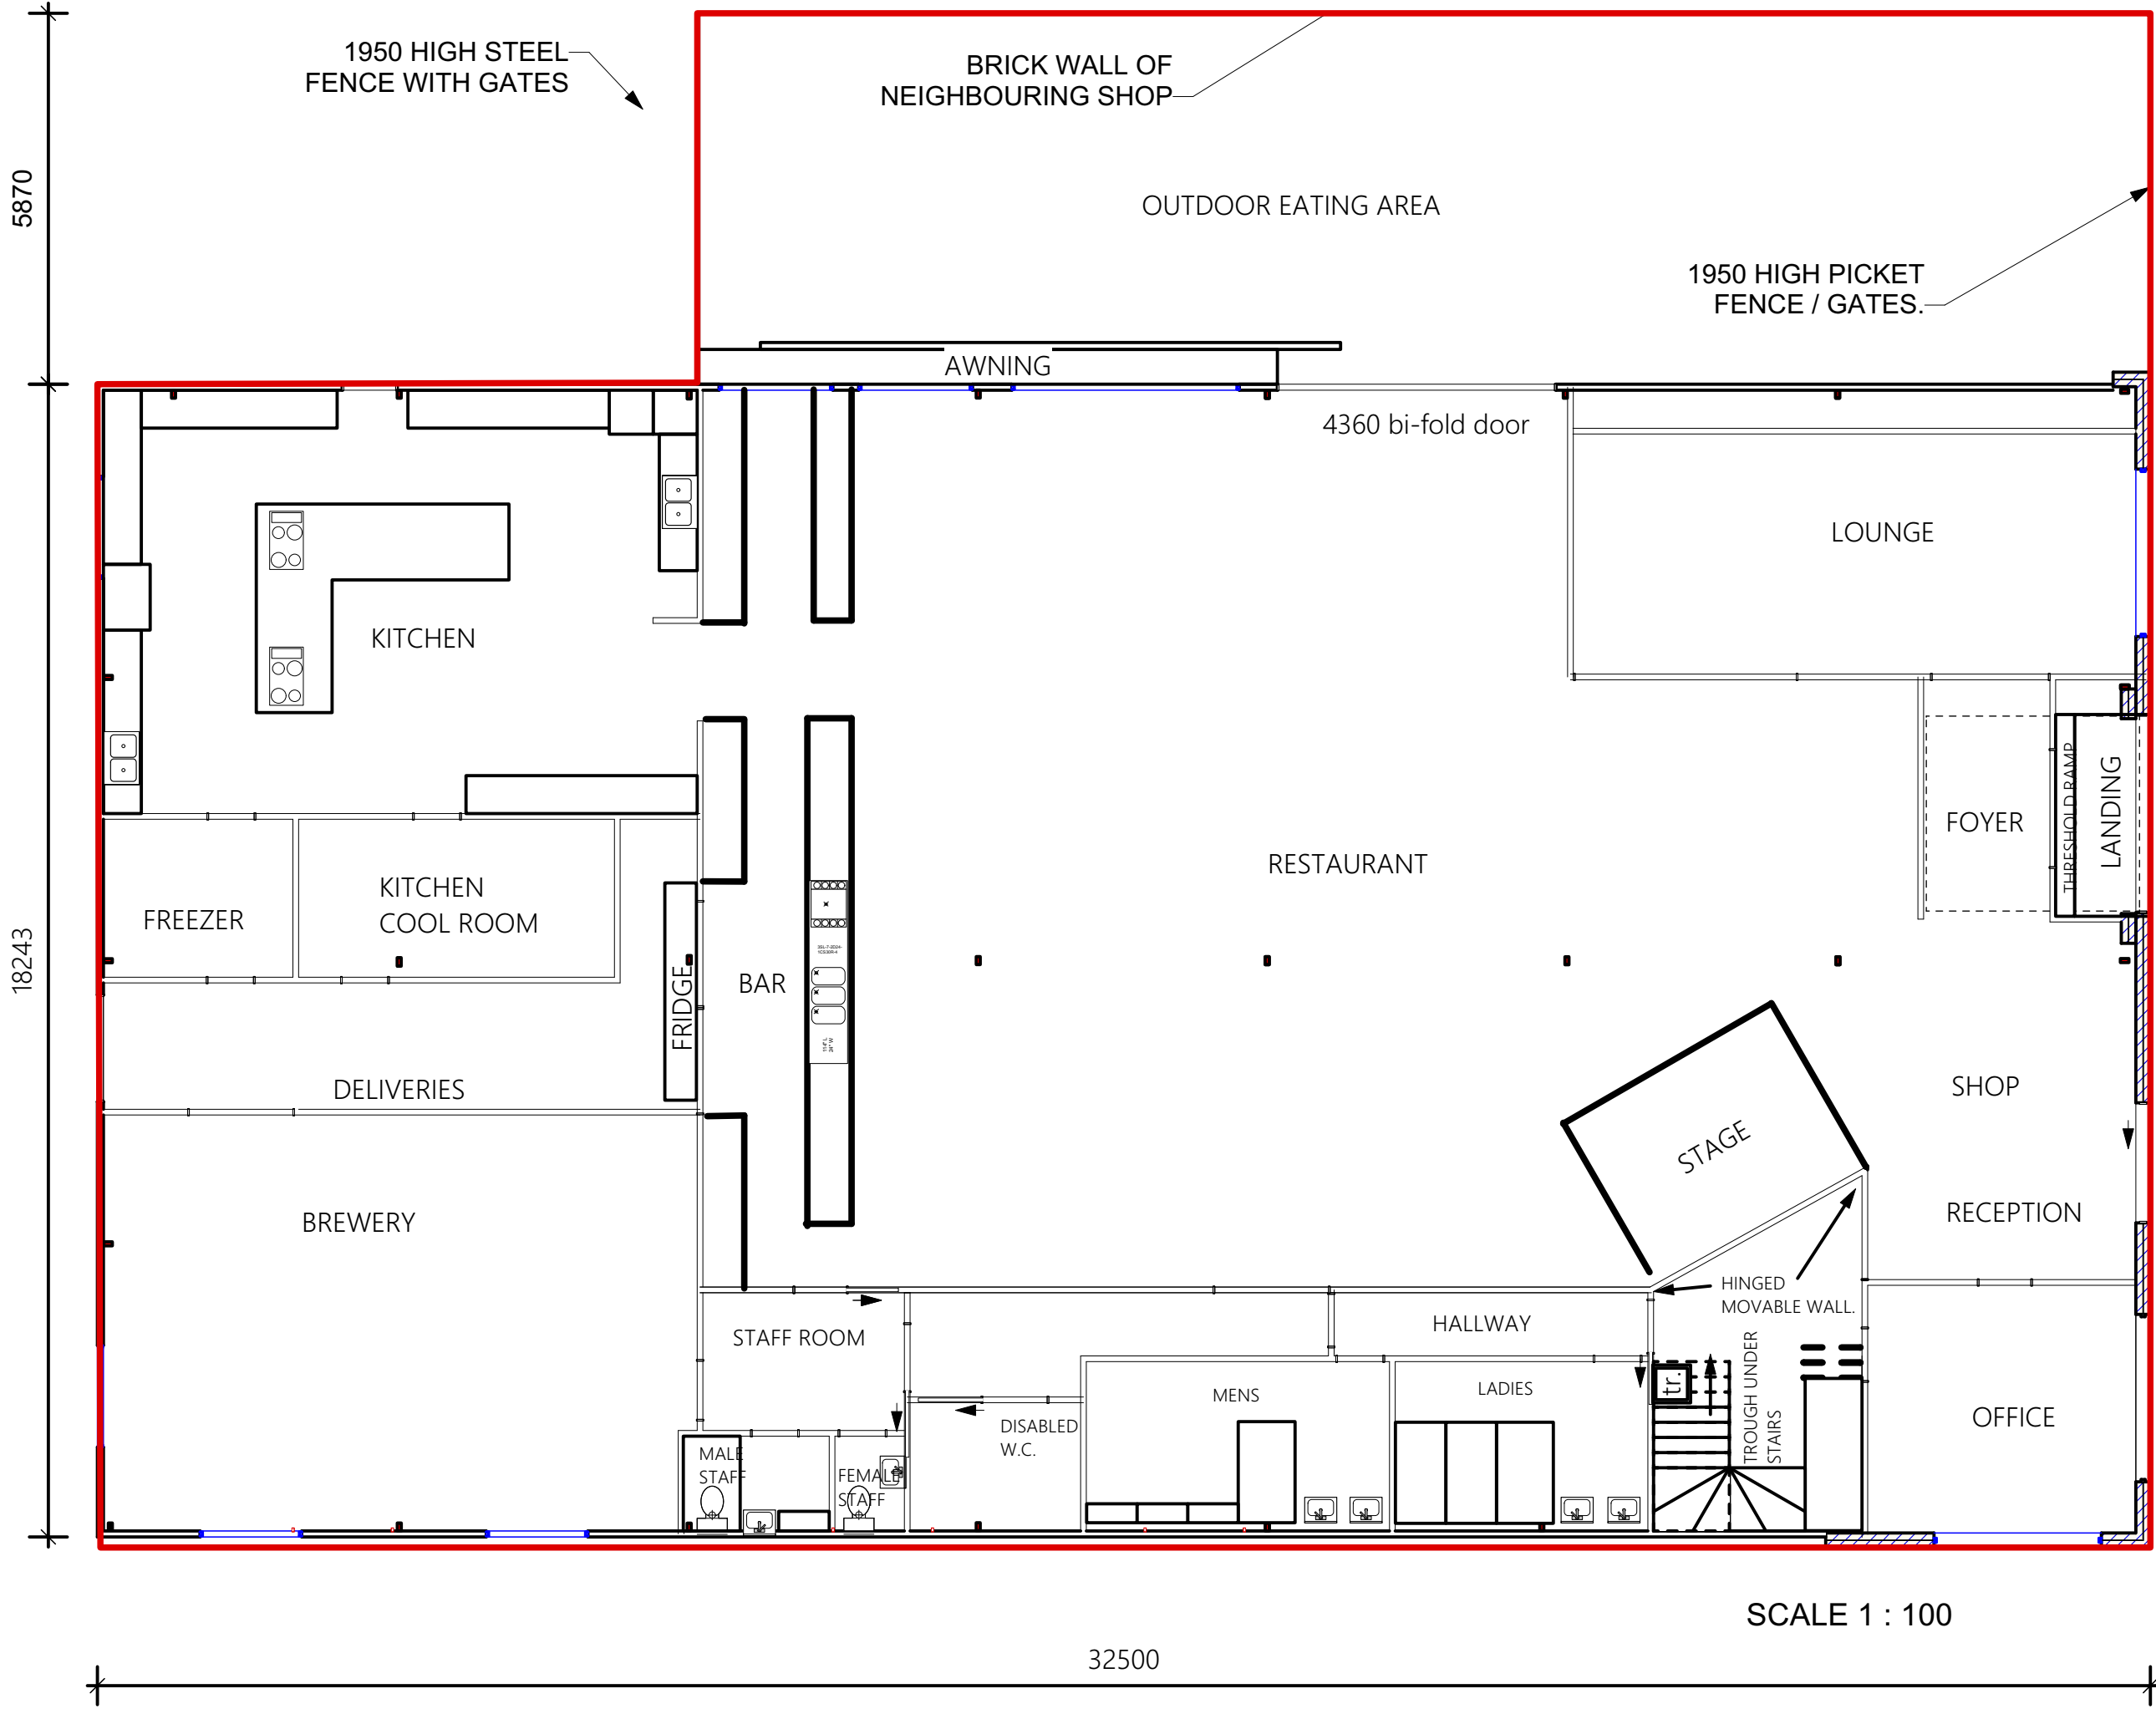 1950 HIGH STEEL
FENCE WITH GATES
BRICK WALL OF
NEIGHBOURING SHOP
5870
OUTDOOR EATING AREA
1950 HIGH PICKET
FENCE / GATES.
AWNING
4360 bi-fold door
LOUNGE
KITCHEN
THRESHOLD RAMP
LANDING
FOYER
RESTAURANT
KITCHEN
COOL ROOM
FREEZER
18243
FRIDGE
BAR
DELIVERIES
SHOP
STAGE
BREWERY
RECEPTION
HINGED
MOVABLE WALL.
STAFF ROOM
HALLWAY
TROUGH UNDER
STAIRS
tr.
MENS
LADIES
OFFICE
DISABLED
W.C.
MALE
STAFF
FEMALE
STAFF
SCALE 1 : 100
32500